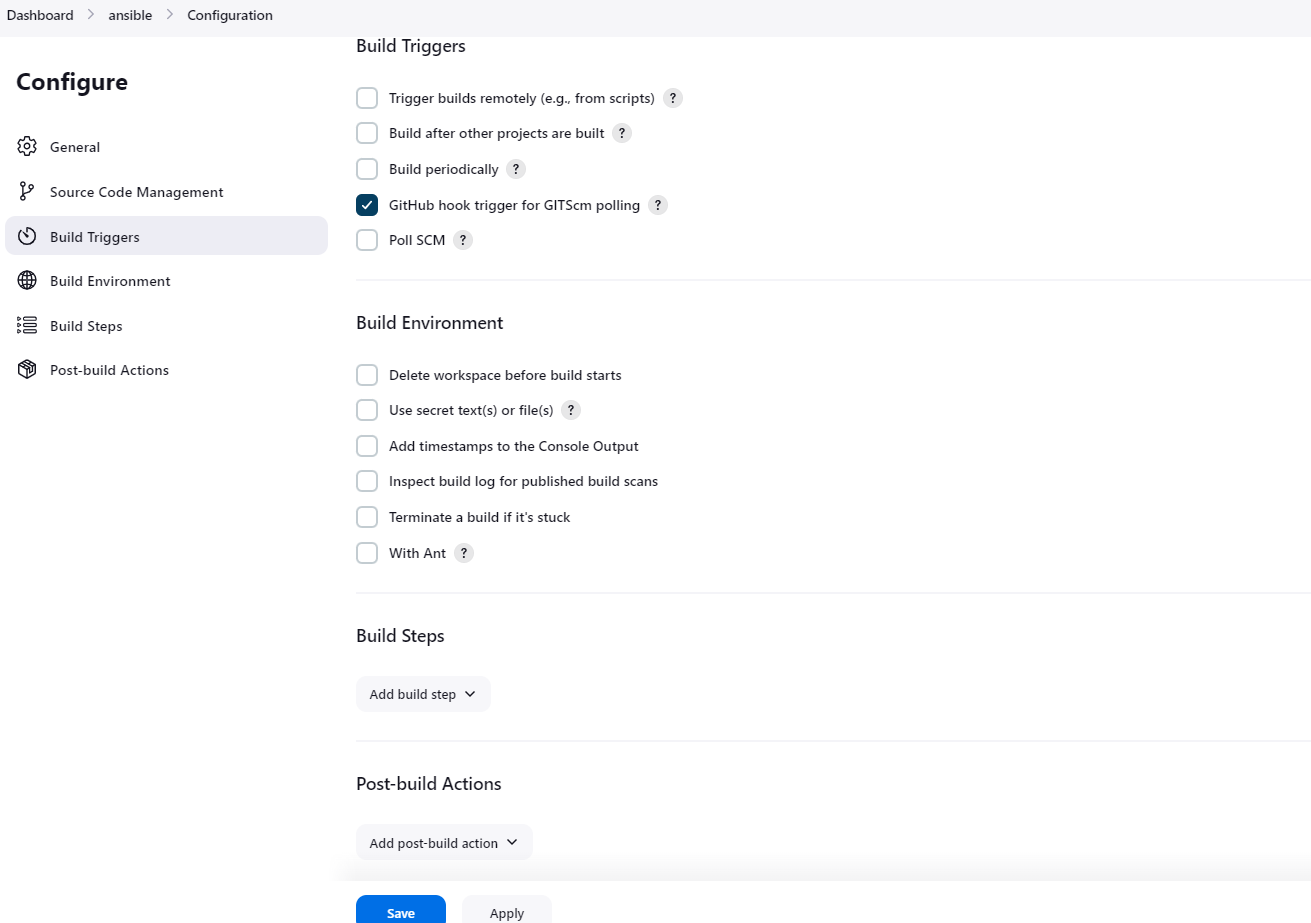 Dashboard > ansible > Configuration
Configure
General
Source Code Management
Build Triggers
Build Environment
Build Steps
Post-build Actions
Build Triggers
Trigger builds remotely (e.g., from scripts) ?
Build after other projects are built ?
Build periodically ?
GitHub hook trigger for GITScm polling ?
Poll SCM ?
Build Environment
Delete workspace before build starts
Use secret text(s) or file(s) ?
Add timestamps to the Console Output
Inspect build log for published build scans
Terminate a build if it's stuck
With Ant ?
Build Steps
Add build step
Post-build Actions
Add post-build action
Save Apply